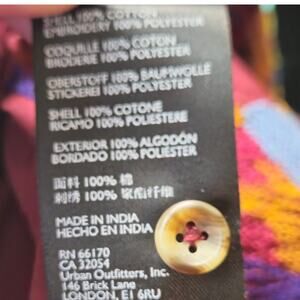 SHELL 100% COTTON
EMBROIDERY 100% POLYESTER
COQUILLE 100% COTON
BRODERIE 100% POLYESTER
OBERSTOFF 100% BAUMWOLLE
STICKEREI 100% POLYESTER
SHELL 100% COTONE
RICAMO 100% POLIESTERE
EXTERIOR 100% ALGODÓN
BORDADO 100% POLIÉSTER
面料 100% 棉
刺绣 100% 聚酯纤维
MADE IN INDIA
HECHO EN INDIA
RN 66170
CA 32054
Urban Outfitters, Inc.
146 Brick Lane
LONDON, E1 6RU